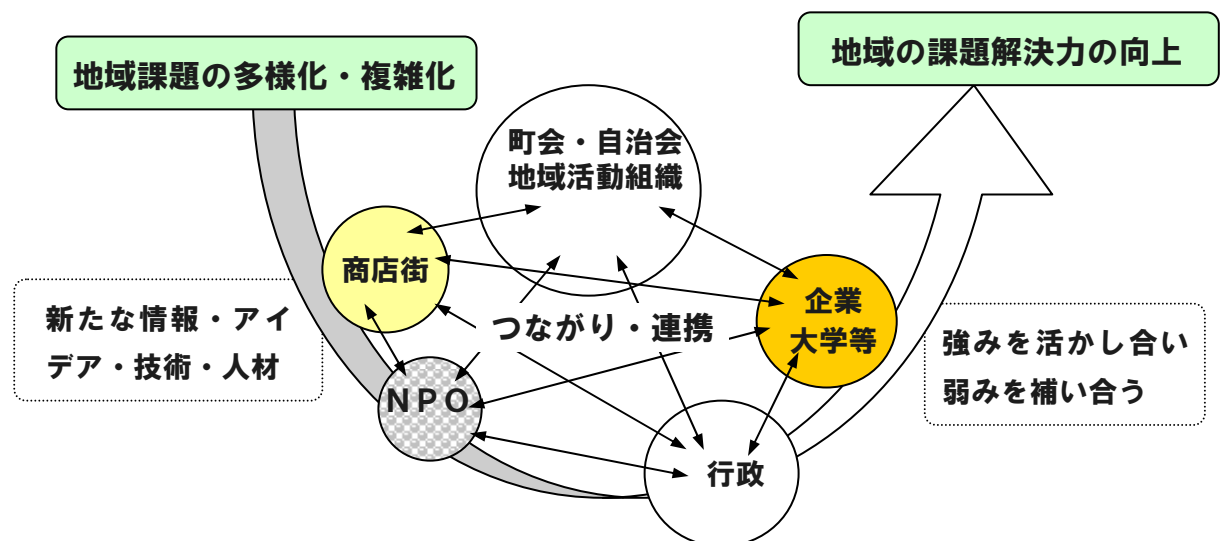 地域の課題解決力の向上
地域課題の多様化・複雑化
町会・自治会
地域活動組織
商店街
企業
大学等
新たな情報・アイ
デア・技術・人材
つながり・連携
強みを活かし合い
弱みを補い合う
ＮＰＯ
行政